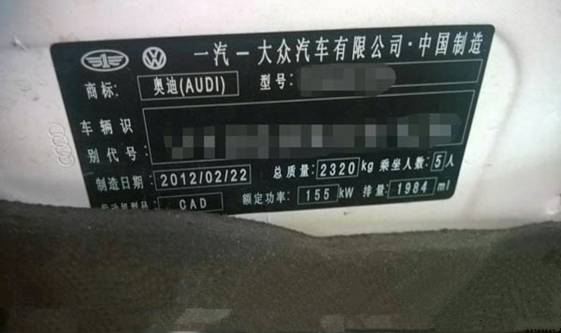 一汽一大众汽车有限公司·中国制造
商标: 奥迪(AUDI) 型号:
车辆识
别代号:
制造日期: 2012/02/22 总质量: 2320 kg 乘坐人数: 5 人
CAD 额定功率: 155 kW 排量: 1984 ml